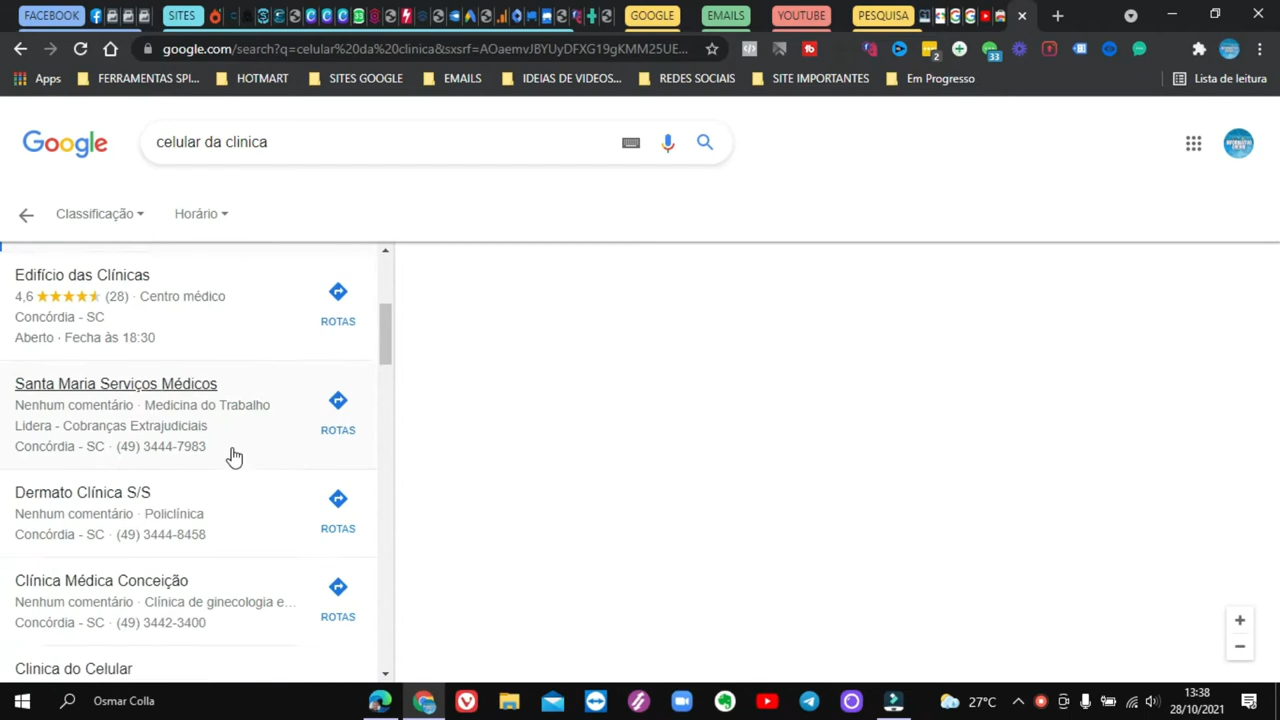 FACEBOOK
SITES
GOOGLE
EMAILS
YOUTUBE
PESQUISA
google.com/search?q=celular%20da%20clinica&sxsrf=AOaemvJBYUyDFXG19gKMM25UE...
2
33
Apps
FERRAMENTAS SPI...
HOTMART
SITES GOOGLE
EMAILS
IDEIAS DE VIDEOS...
REDES SOCIAIS
SITE IMPORTANTES
Em Progresso
Lista de leitura
Google
celular da clinica
Classificação
Horário
Edifício das Clínicas
4,6 (28) · Centro médico
Concórdia - SC
Aberto · Fecha às 18:30
ROTAS
Santa Maria Serviços Médicos
Nenhum comentário · Medicina do Trabalho
Lidera - Cobranças Extrajudiciais
Concórdia - SC · (49) 3444-7983
ROTAS
Dermato Clínica S/S
Nenhum comentário · Policlínica
Concórdia - SC · (49) 3444-8458
ROTAS
Clínica Médica Conceição
Nenhum comentário · Clínica de ginecologia e...
Concórdia - SC · (49) 3442-3400
ROTAS
Clinica do Celular
Osmar Colla
27°C
13:38
28/10/2021